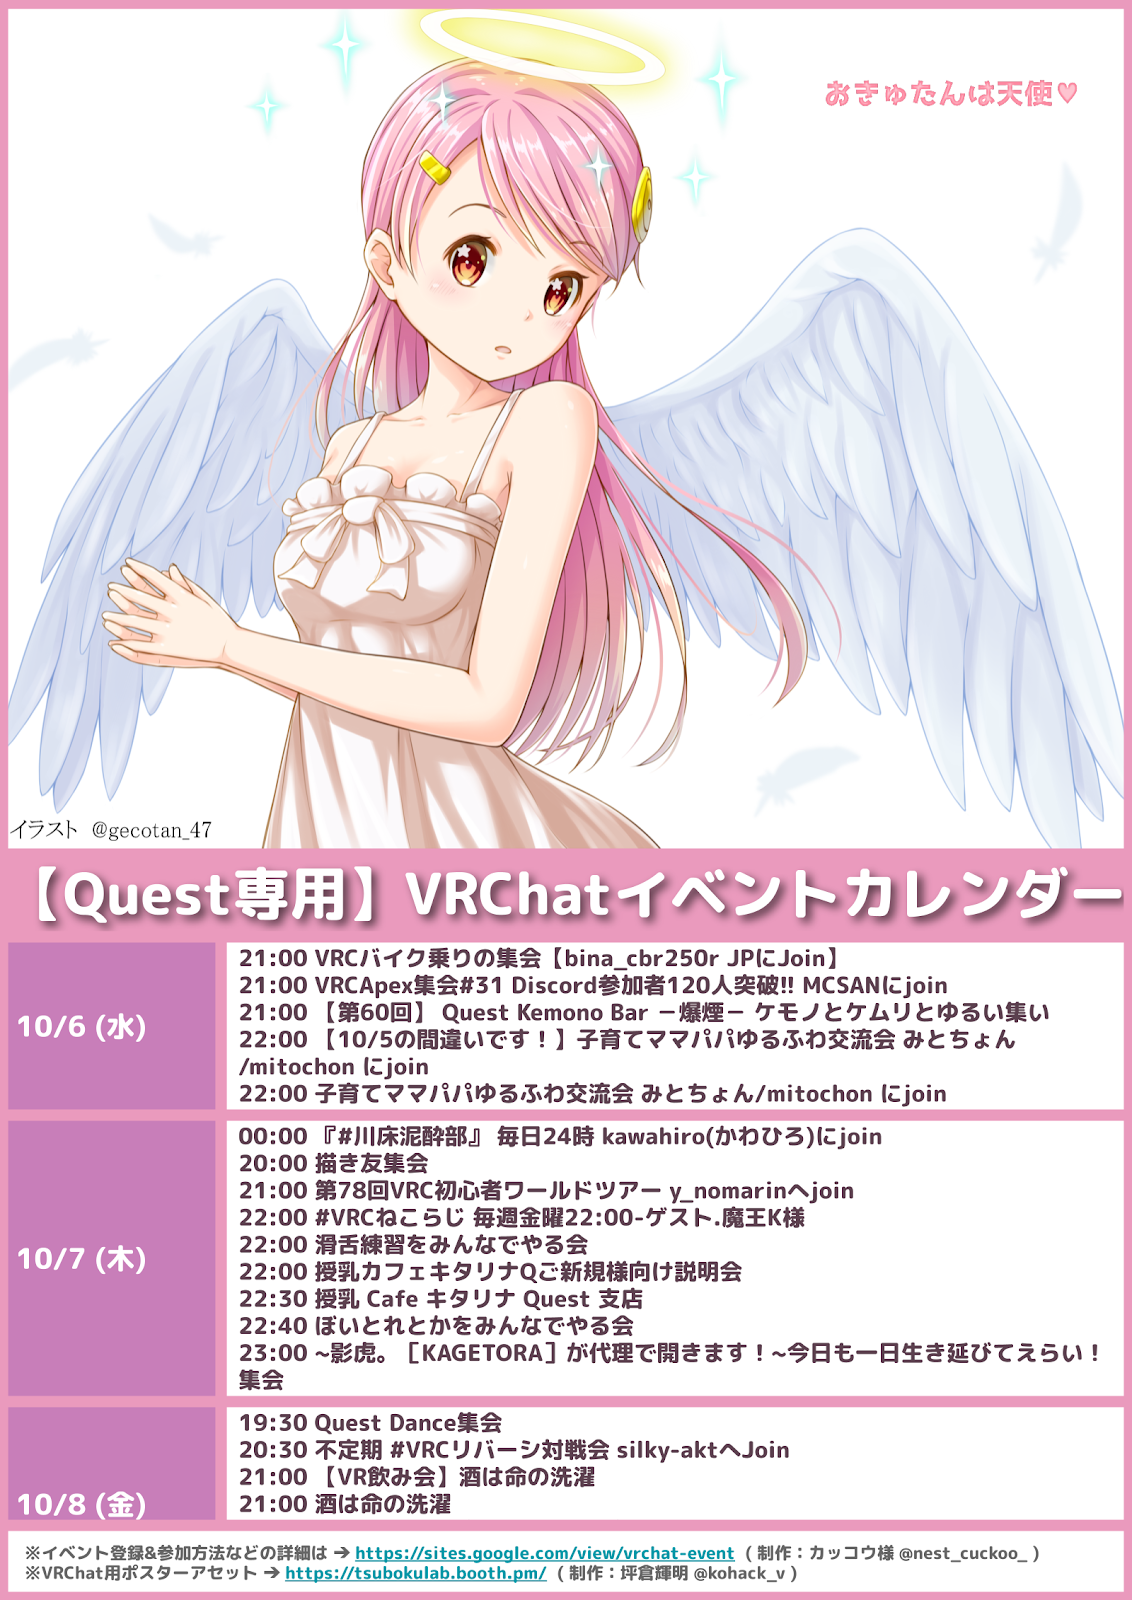 おきゅたんは天使♥
イラスト @gecotan_47
【Quest専用】VRChatイベントカレンダー
10/6 (水)
21:00 VRCバイク乗りの集会【bina_cbr250r JPにJoin】
21:00 VRCApex集会#31 Discord参加者120人突破!! MCSANにjoin
21:00 【第60回】 Quest Kemono Bar －爆煙－ ケモノとケムリとゆるい集い
22:00 【10/5の間違いです！】子育てママパパゆるふわ交流会 みとちょん
/mitochon にjoin
22:00 子育てママパパゆるふわ交流会 みとちょん/mitochon にjoin
10/7 (木)
00:00 『#川床泥酔部』 毎日24時 kawahiro(かわひろ)にjoin
20:00 描き友集会
21:00 第78回VRC初心者ワールドツアー y_nomarinへjoin
22:00 #VRCねこらじ 毎週金曜22:00-ゲスト.魔王K様
22:00 滑舌練習をみんなでやる会
22:00 授乳カフェキタリナQご新規様向け説明会
22:30 授乳 Cafe キタリナ Quest 支店
22:40 ぼいとれとかをみんなでやる会
23:00 ~影虎。［KAGETORA］が代理で開きます！~今日も一日生き延びてえらい！
集会
10/8 (金)
19:30 Quest Dance集会
20:30 不定期 #VRCリバーシ対戦会 silky-aktへJoin
21:00 【VR飲み会】酒は命の洗濯
21:00 酒は命の洗濯
※イベント登録&参加方法などの詳細は → https://sites.google.com/view/vrchat-event ( 制作：カッコウ様 @nest_cuckoo_ )
※VRChat用ポスターアセット → https://tsubokulab.booth.pm/ ( 制作：坪倉輝明 @kohack_v )